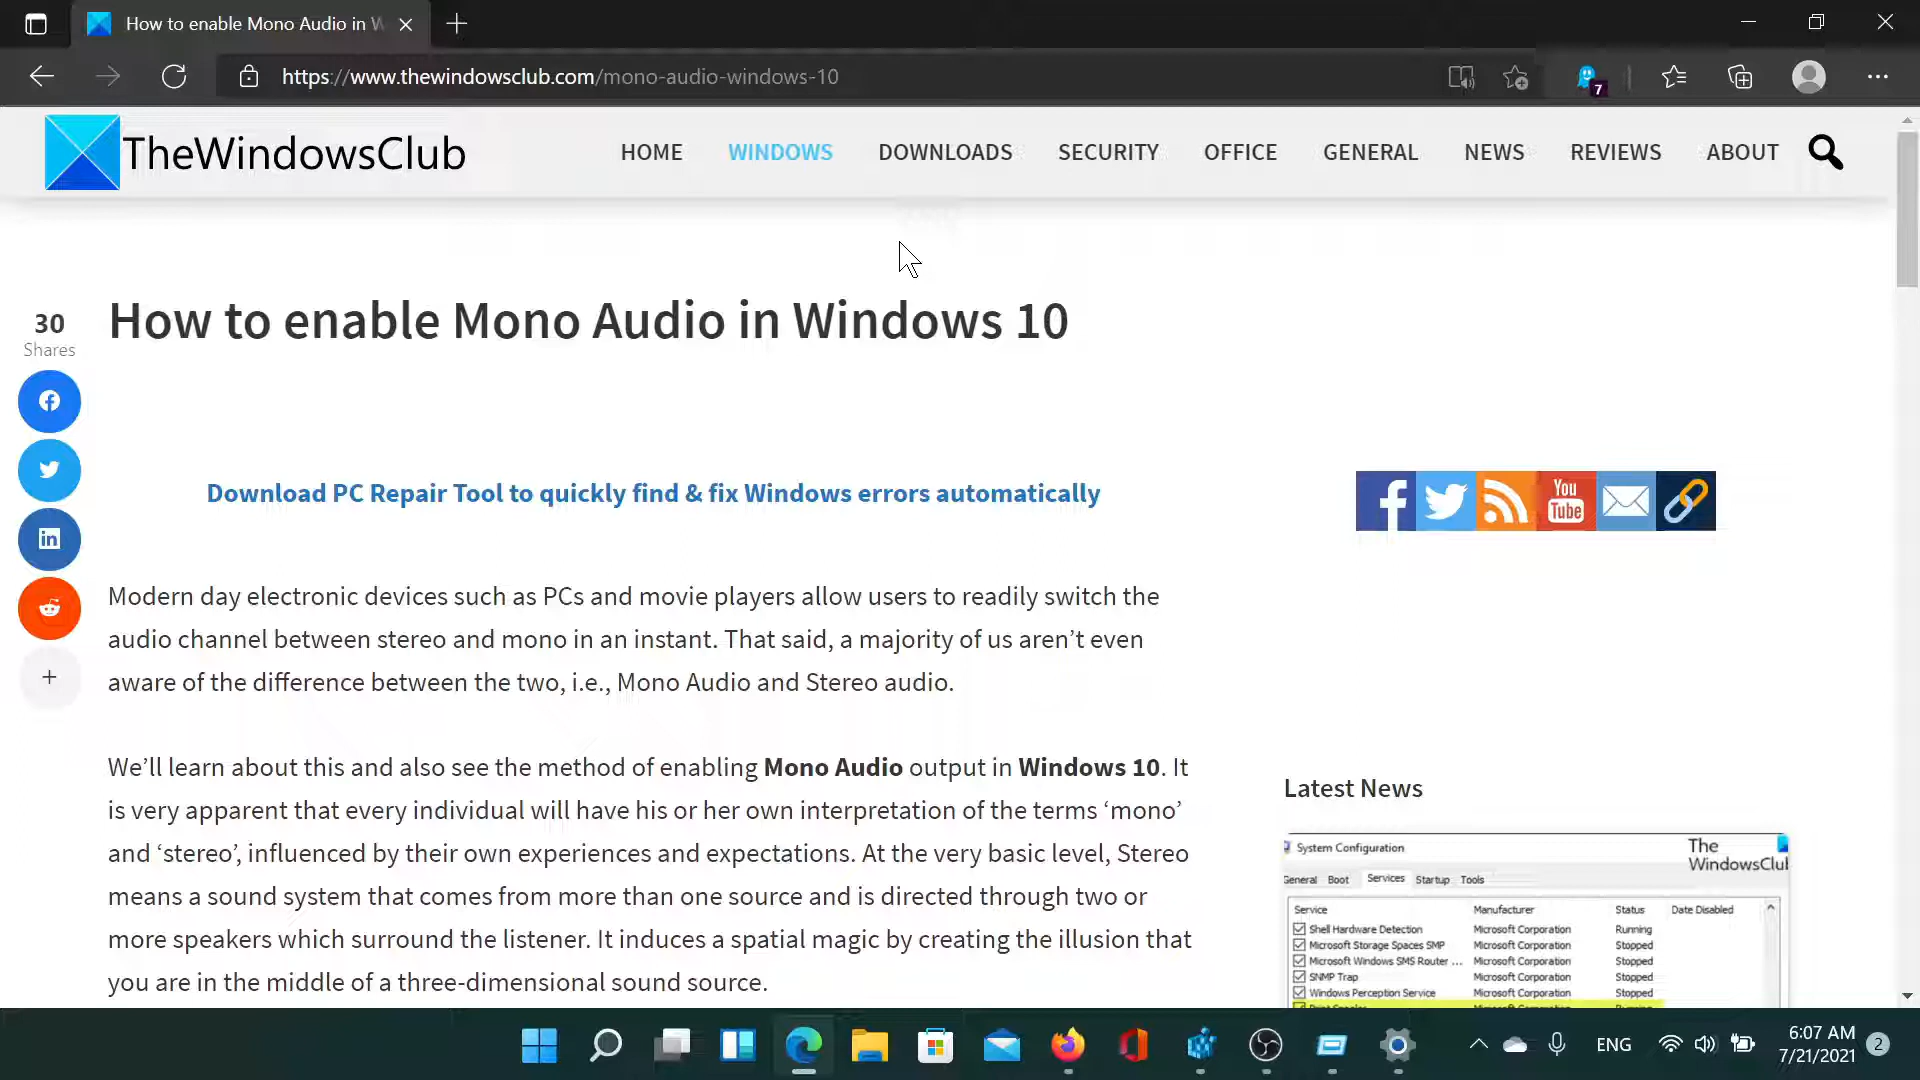 How to enable Mono Audio in W
https://www.thewindowsclub.com/mono-audio-windows-10
7
TheWindowsClub
HOME WINDOWS DOWNLOADS SECURITY OFFICE GENERAL NEWS REVIEWS ABOUT
How to enable Mono Audio in Windows 10
30
Shares
Download PC Repair Tool to quickly find & fix Windows errors automatically
You
Tube
Modern day electronic devices such as PCs and movie players allow users to readily switch the
audio channel between stereo and mono in an instant. That said, a majority of us aren’t even
aware of the difference between the two, i.e., Mono Audio and Stereo audio.
We’ll learn about this and also see the method of enabling Mono Audio output in Windows 10. It
is very apparent that every individual will have his or her own interpretation of the terms ‘mono’
and ‘stereo’, influenced by their own experiences and expectations. At the very basic level, Stereo
means a sound system that comes from more than one source and is directed through two or
more speakers which surround the listener. It induces a spatial magic by creating the illusion that
you are in the middle of a three-dimensional sound source.
Latest News
System Configuration
The
WindowsClub
General Boot Services Startup Tools
Service Manufacturer Status Date Disabled
Shell Hardware Detection Microsoft Corporation Running
Microsoft Storage Spaces SMP Microsoft Corporation Stopped
Microsoft Windows SMS Router ... Microsoft Corporation Stopped
SNMP Trap Microsoft Corporation Stopped
Windows Perception Service Microsoft Corporation Stopped
ENG
6:07 AM
7/21/2021
2